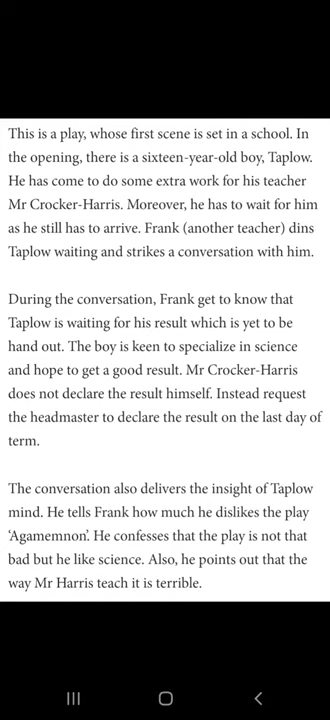 This is a play, whose first scene is set in a school. In
the opening, there is a sixteen-year-old boy, Taplow.
He has come to do some extra work for his teacher
Mr Crocker-Harris. Moreover, he has to wait for him
as he still has to arrive. Frank (another teacher) dins
Taplow waiting and strikes a conversation with him.

During the conversation, Frank get to know that
Taplow is waiting for his result which is yet to be
hand out. The boy is keen to specialize in science
and hope to get a good result. Mr Crocker-Harris
does not declare the result himself. Instead request
the headmaster to declare the result on the last day of
term.

The conversation also delivers the insight of Taplow
mind. He tells Frank how much he dislikes the play
‘Agamemnon’. He confesses that the play is not that
bad but he like science. Also, he points out that the
way Mr Harris teach it is terrible.